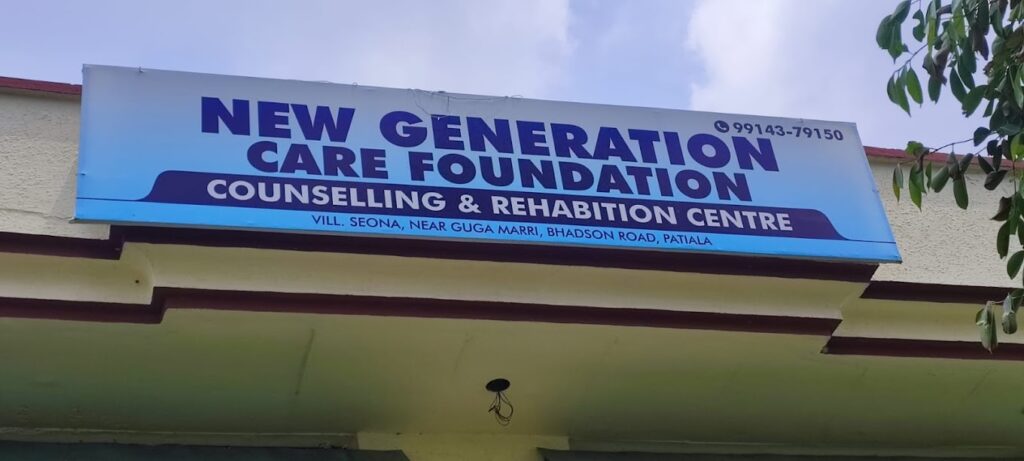 99143-79150
NEW GENERATION
CARE FOUNDATION
COUNSELLING & REHABITION CENTRE
VILL. SEONA, NEAR GUGA MARRI, BHADSON ROAD, PATIALA